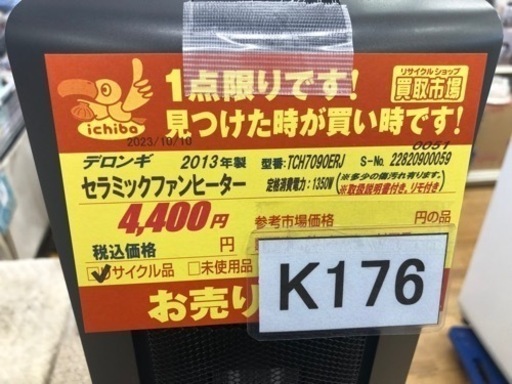 リサイクルショップ
買取市場
ichiba
1点限りです!
見つけた時が買い時です!
2023/10/10
0051
デロンギ 2013年製 型番:TCH7090ERJ S-No. 22820900059
セラミックファンヒーター 定格消費電力:1350W ※多少の傷汚れ有ります。
※取扱説明書付き。リモ付き
4,400円 参考市場価格 円の品
税込価格 円
サイクル品 □未使用品
お売り
K176